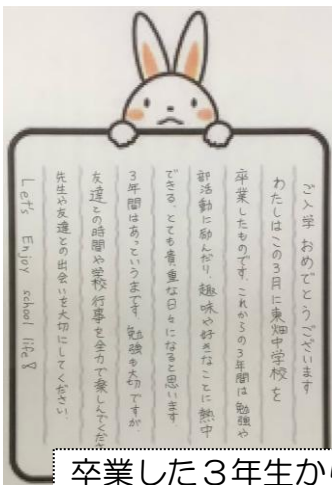 ご入学 おめでとうございます
わたしはこの3月に東畑中学校を
卒業したものです。これからの3年間は勉強や
部活動に励んだり、趣味や好きなことに熱中
できる、とても貴重な日々になると思います。
3年間はあっというまです。勉強も大切ですが
友達との時間や学校行事を全力で楽しんでくださ
先生や友達との出会いを大切にしてください。
Let's Enjoy school life!
卒業した3年生か